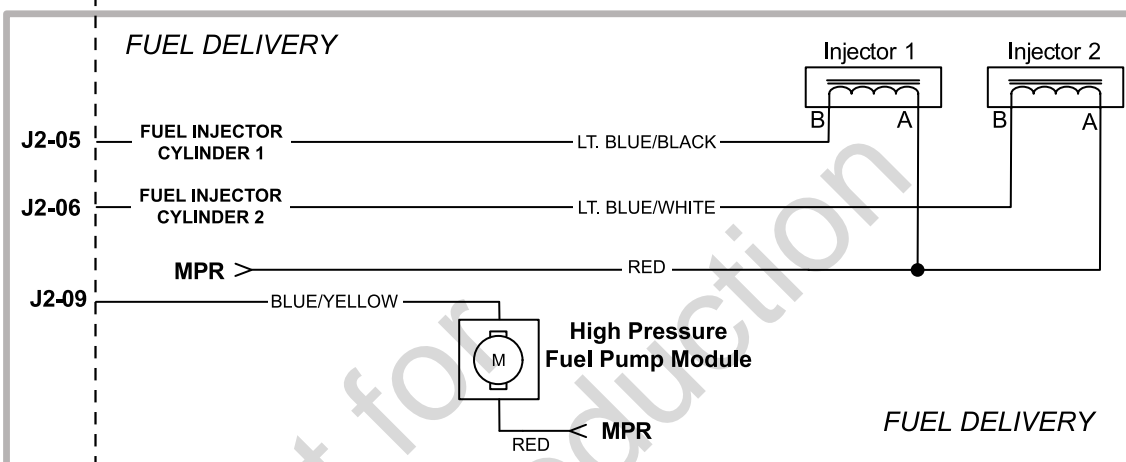 FUEL DELIVERY
Injector 1
Injector 2
B
A
B
A
J2-05
FUEL INJECTOR
CYLINDER 1
LT. BLUE/BLACK
J2-06
FUEL INJECTOR
CYLINDER 2
LT. BLUE/WHITE
MPR
RED
J2-09
BLUE/YELLOW
M
High Pressure
Fuel Pump Module
RED
MPR
FUEL DELIVERY
for